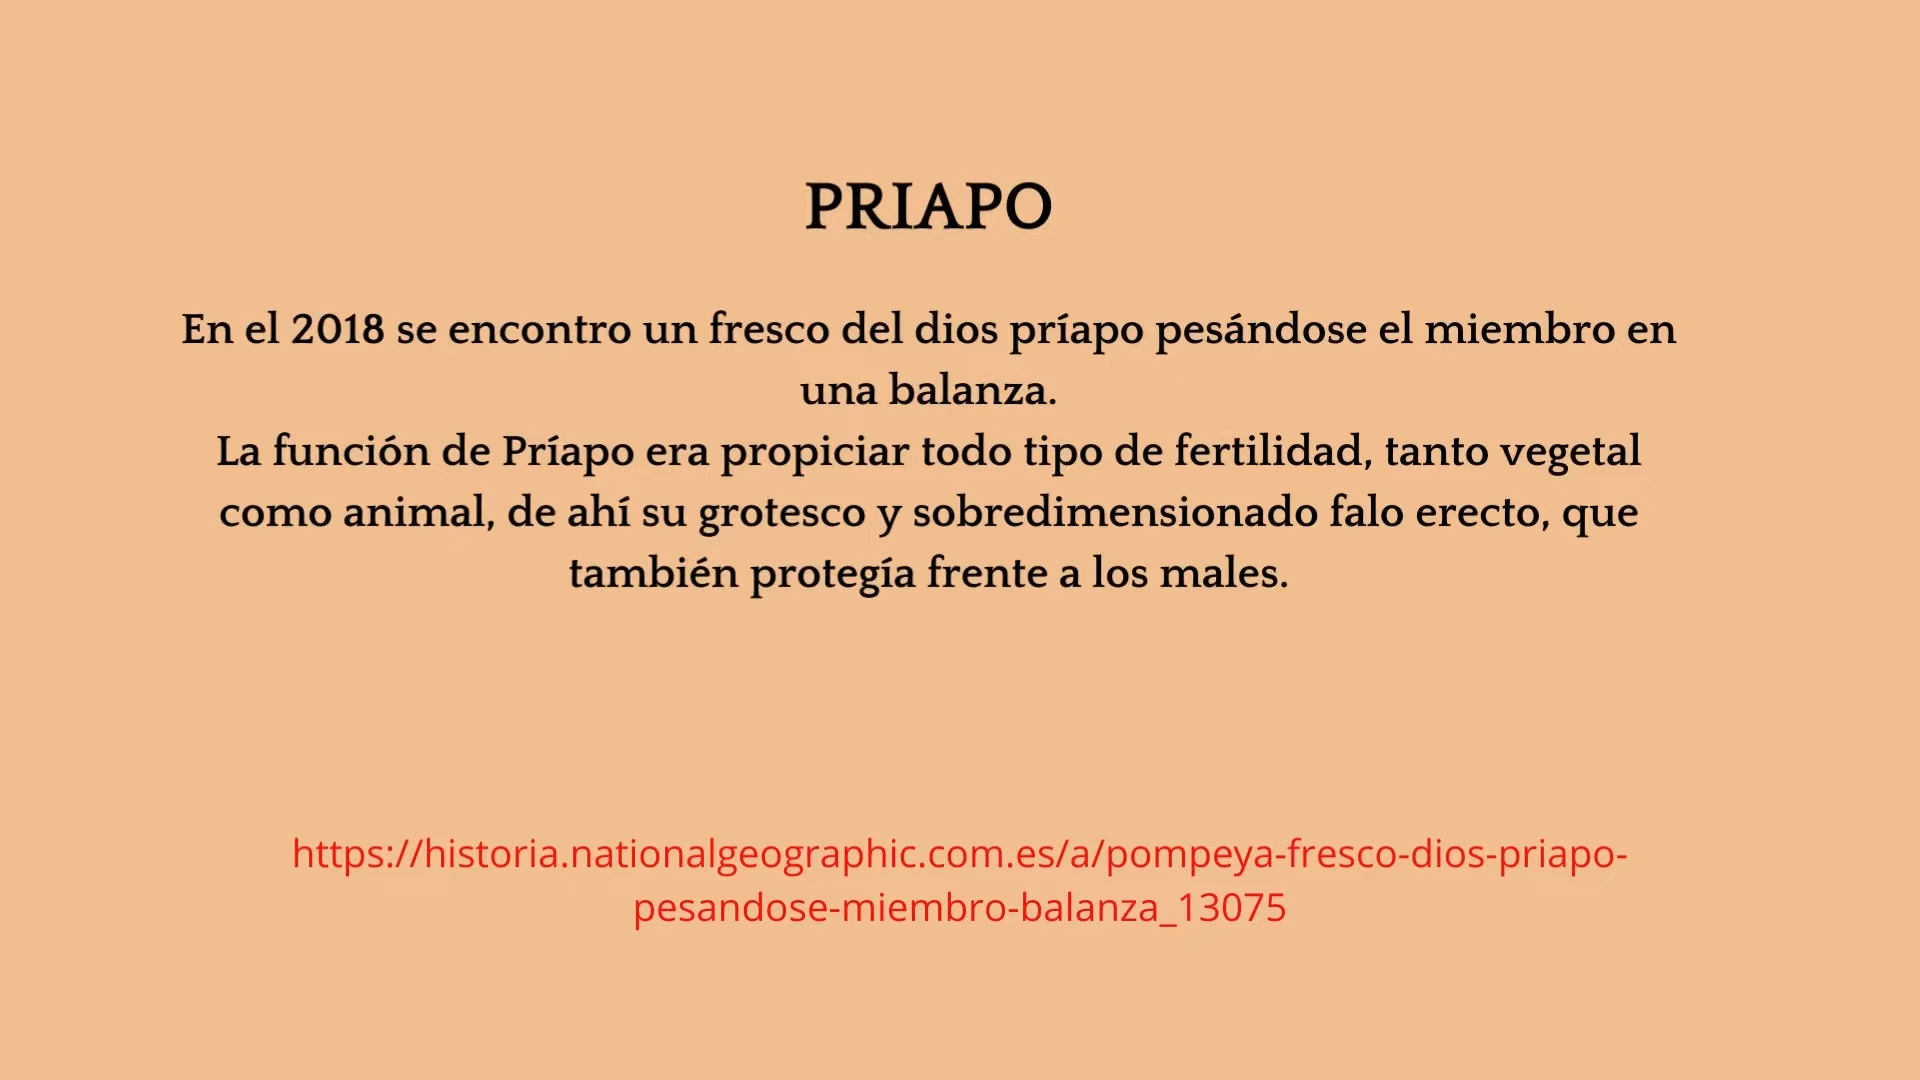 PRIAPO
En el 2018 se encontro un fresco del dios príapo pesándose el miembro en
una balanza.
La función de Príapo era propiciar todo tipo de fertilidad, tanto vegetal
como animal, de ahí su grotesco y sobredimensionado falo erecto, que
también protegía frente a los males.
https://historia.nationalgeographic.com.es/a/pompeya-fresco-dios-priapo-
pesandose-miembro-balanza_13075